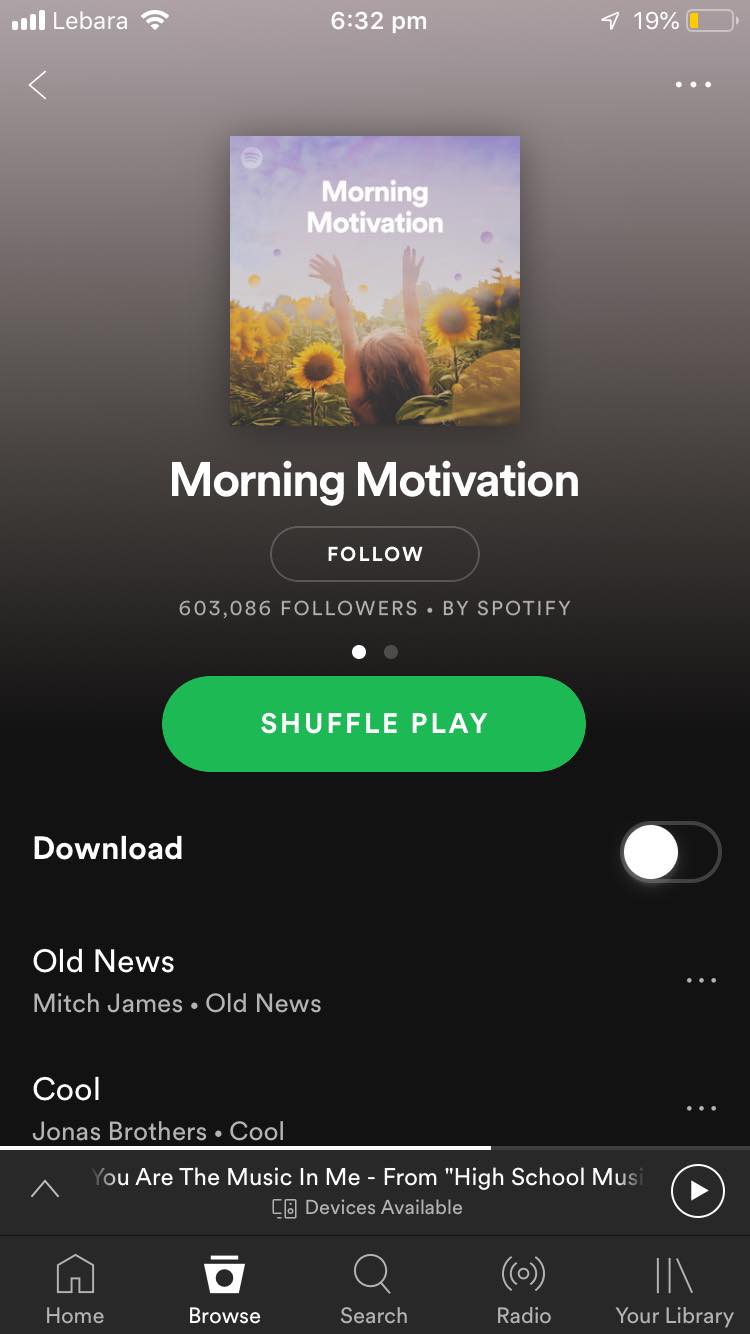 Lebara 6:32 pm 19%
Morning
Motivation
Morning Motivation
FOLLOW
603,086 FOLLOWERS • BY SPOTIFY
SHUFFLE PLAY
Download
Old News
Mitch James • Old News
Cool
Jonas Brothers • Cool
You Are The Music In Me - From "High School Musi
Devices Available
Home Browse Search Radio Your Library